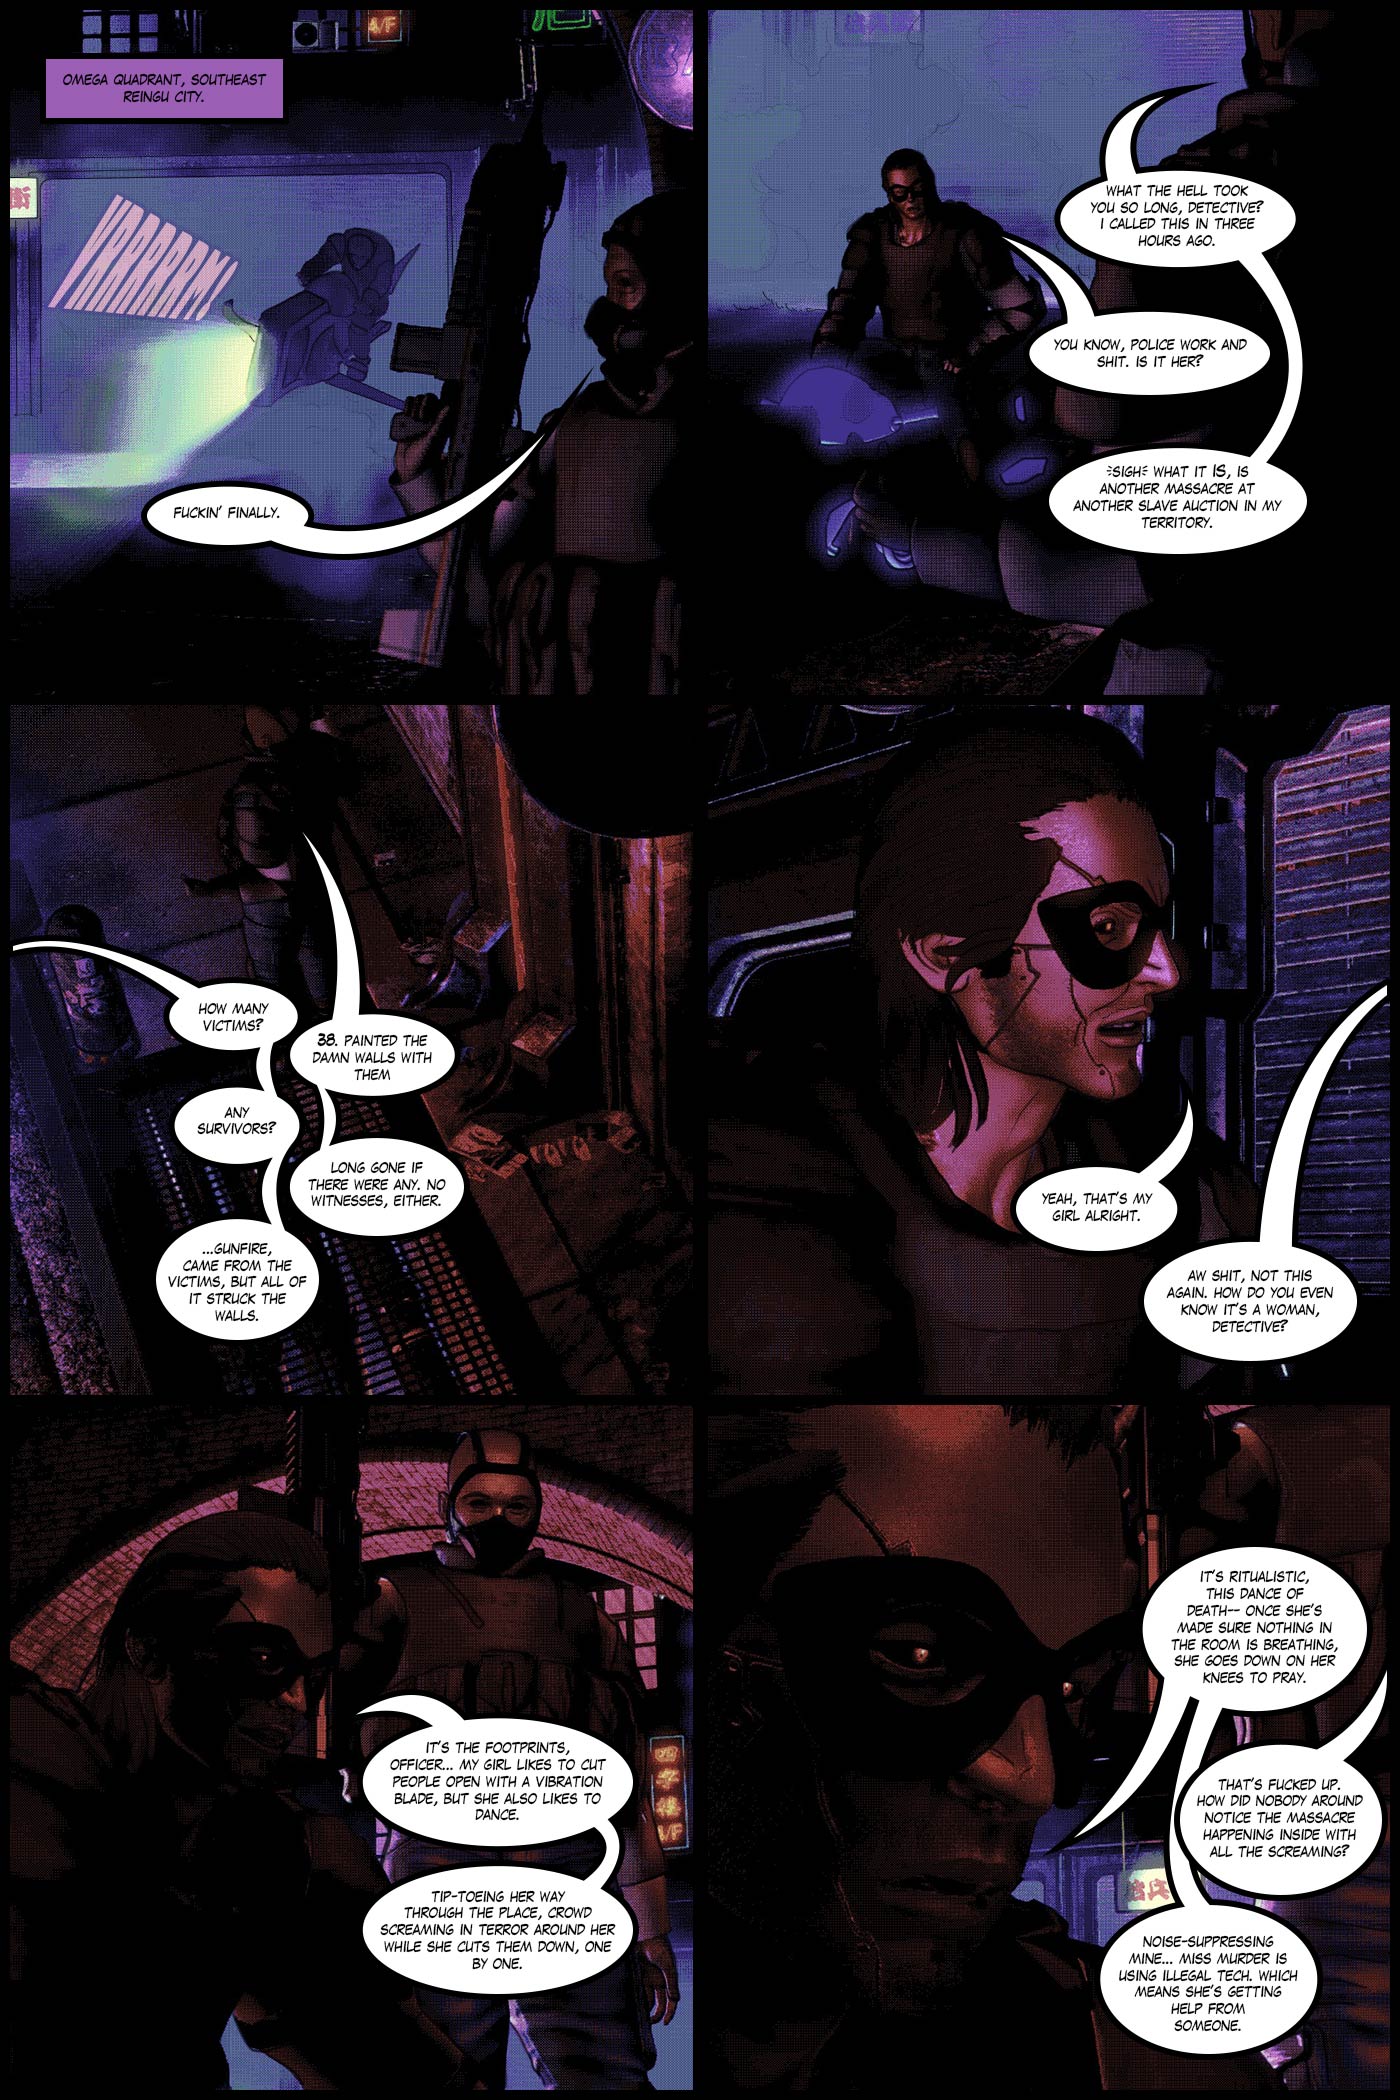 A/F
OMEGA QUADRANT, SOUTHEAST
REINGU CITY.
VRRRRRRM!
FUCKIN' FINALLY.
WHAT THE HELL TOOK
YOU SO LONG, DETECTIVE?
I CALLED THIS IN THREE
HOURS AGO.
YOU KNOW, POLICE WORK AND
SHIT. IS IT HER?
SIGH WHAT IT IS, IS
ANOTHER MASSACRE AT
ANOTHER SLAVE AUCTION IN MY
TERRITORY.
HOW MANY
VICTIMS?
38. PAINTED THE
DAMN WALLS WITH
THEM
ANY
SURVIVORS?
LONG GONE IF
THERE WERE ANY. NO
WITNESSES, EITHER.
...GUNFIRE,
CAME FROM THE
VICTIMS, BUT ALL OF
IT STRUCK THE
WALLS.
YEAH, THAT'S MY
GIRL ALRIGHT.
AW SHIT, NOT THIS
AGAIN. HOW DO YOU EVEN
KNOW IT'S A WOMAN,
DETECTIVE?
IT'S THE FOOTPRINTS,
OFFICER... MY GIRL LIKES TO CUT
PEOPLE OPEN WITH A VIBRATION
BLADE, BUT SHE ALSO LIKES TO
DANCE.
TIP-TOEING HER WAY
THROUGH THE PLACE, CROWD
SCREAMING IN TERROR AROUND HER
WHILE SHE CUTS THEM DOWN, ONE
BY ONE.
A/F
IT'S RITUALISTIC,
THIS DANCE OF
DEATH-- ONCE SHE'S
MADE SURE NOTHING IN
THE ROOM IS BREATHING,
SHE GOES DOWN ON HER
KNEES TO PRAY.
THAT'S FUCKED UP.
HOW DID NOBODY AROUND
NOTICE THE MASSACRE
HAPPENING INSIDE WITH
ALL THE SCREAMING?
NOISE-SUPPRESSING
MINE... MISS MURDER IS
USING ILLEGAL TECH. WHICH
MEANS SHE'S GETTING
HELP FROM
SOMEONE.